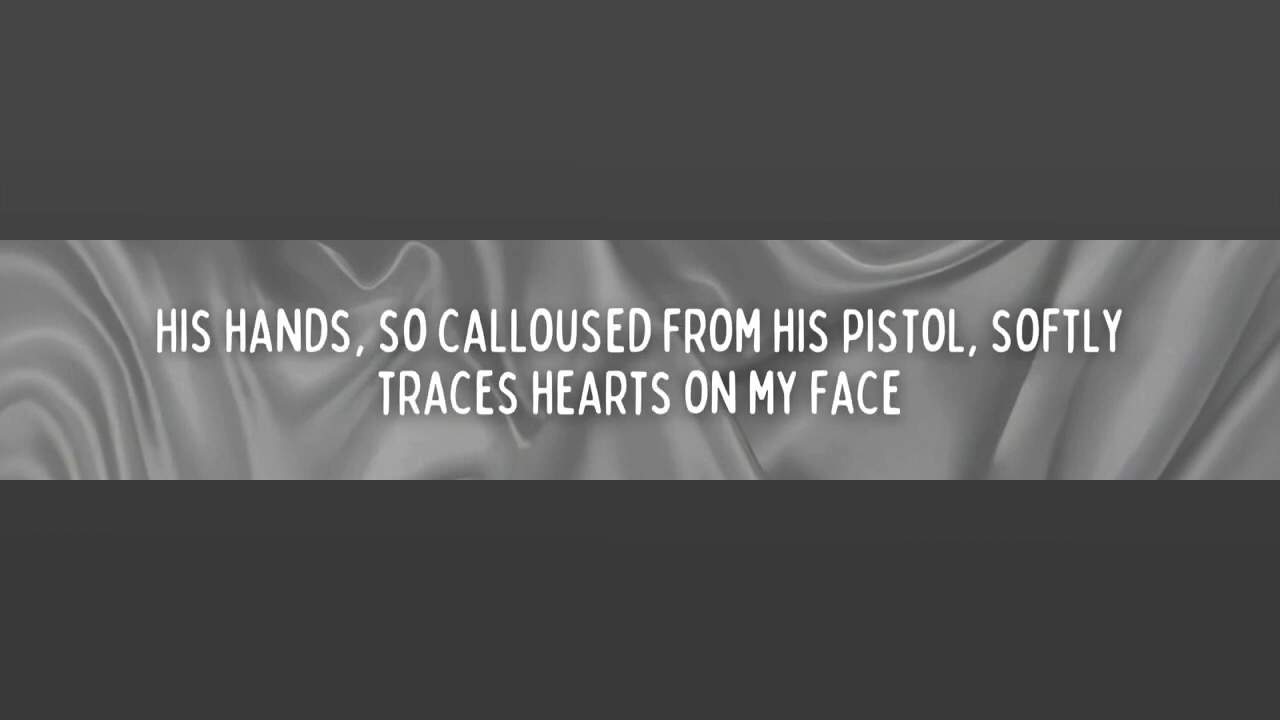 HIS HANDS, SO CALLOUSED FROM HIS PISTOL, SOFTLY
TRACES HEARTS ON MY FACE